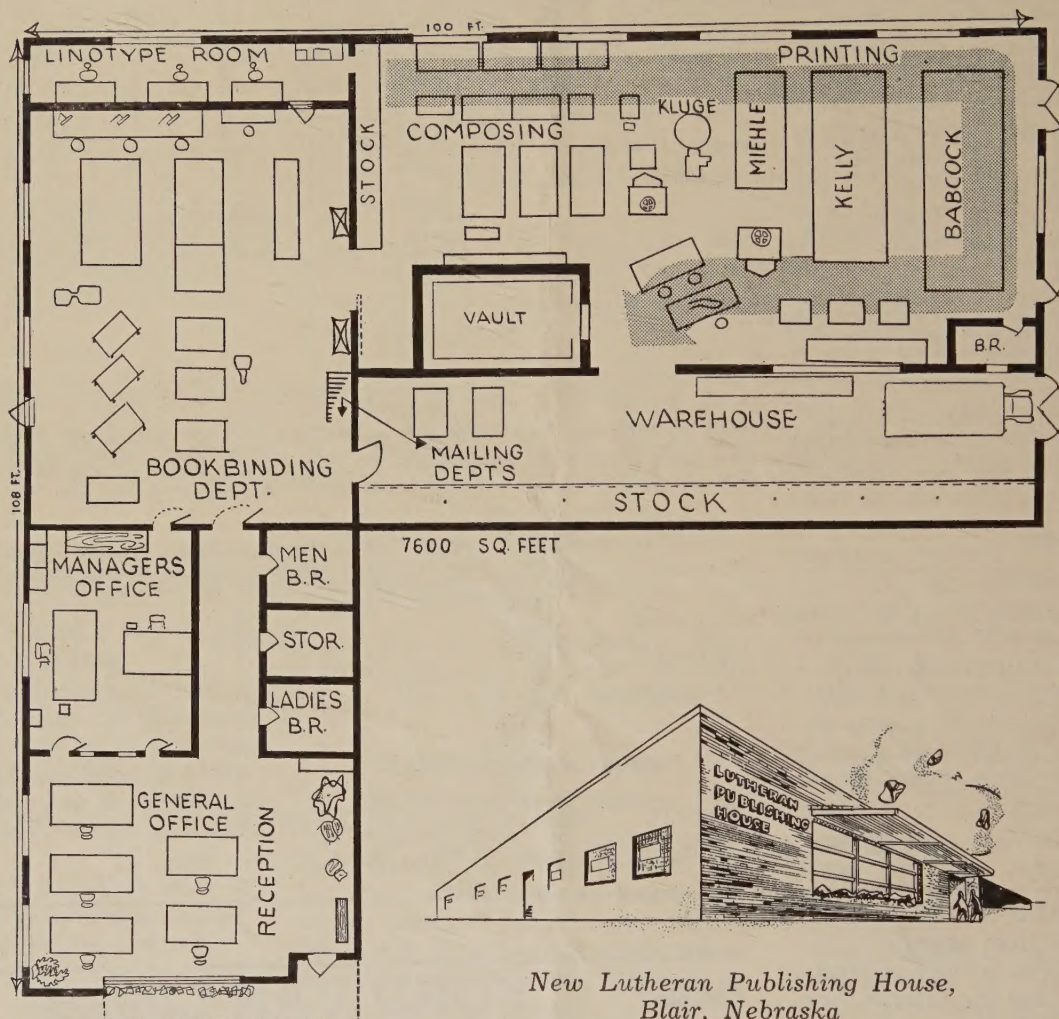 100 FT.
LINOTYPE ROOM
PRINTING
STOCK
COMPOSING
KLUGE
MIEHLE
KELLY
BABCOCK
VAULT
B.R.
WAREHOUSE
MAILING
DEPT'S
BOOKBINDING
DEPT.
108 FT.
STOCK
7600 SQ. FEET
MANAGERS
OFFICE
MEN
B.R.
STOR.
LADIES
B.R.
GENERAL
OFFICE
RECEPTION
LUTHERAN
PUBLISHING
HOUSE
New Lutheran Publishing House,
Blair, Nebraska